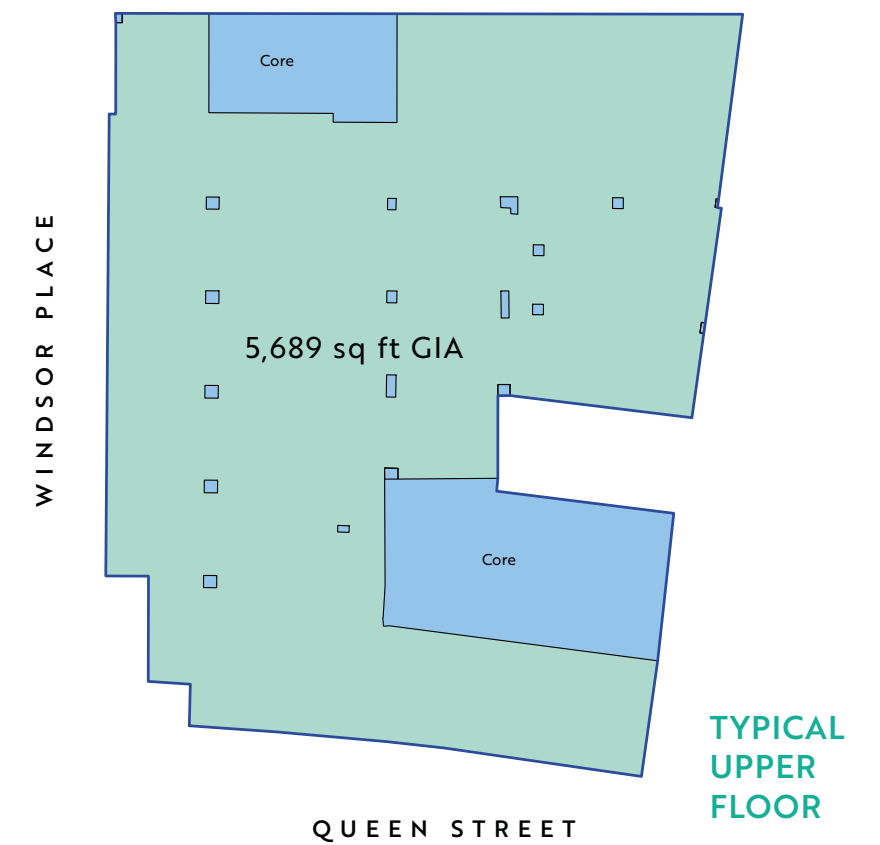 Core
WINDSOR PLACE
5,689 sq ft GIA
Core
TYPICAL
UPPER
FLOOR
QUEEN STREET